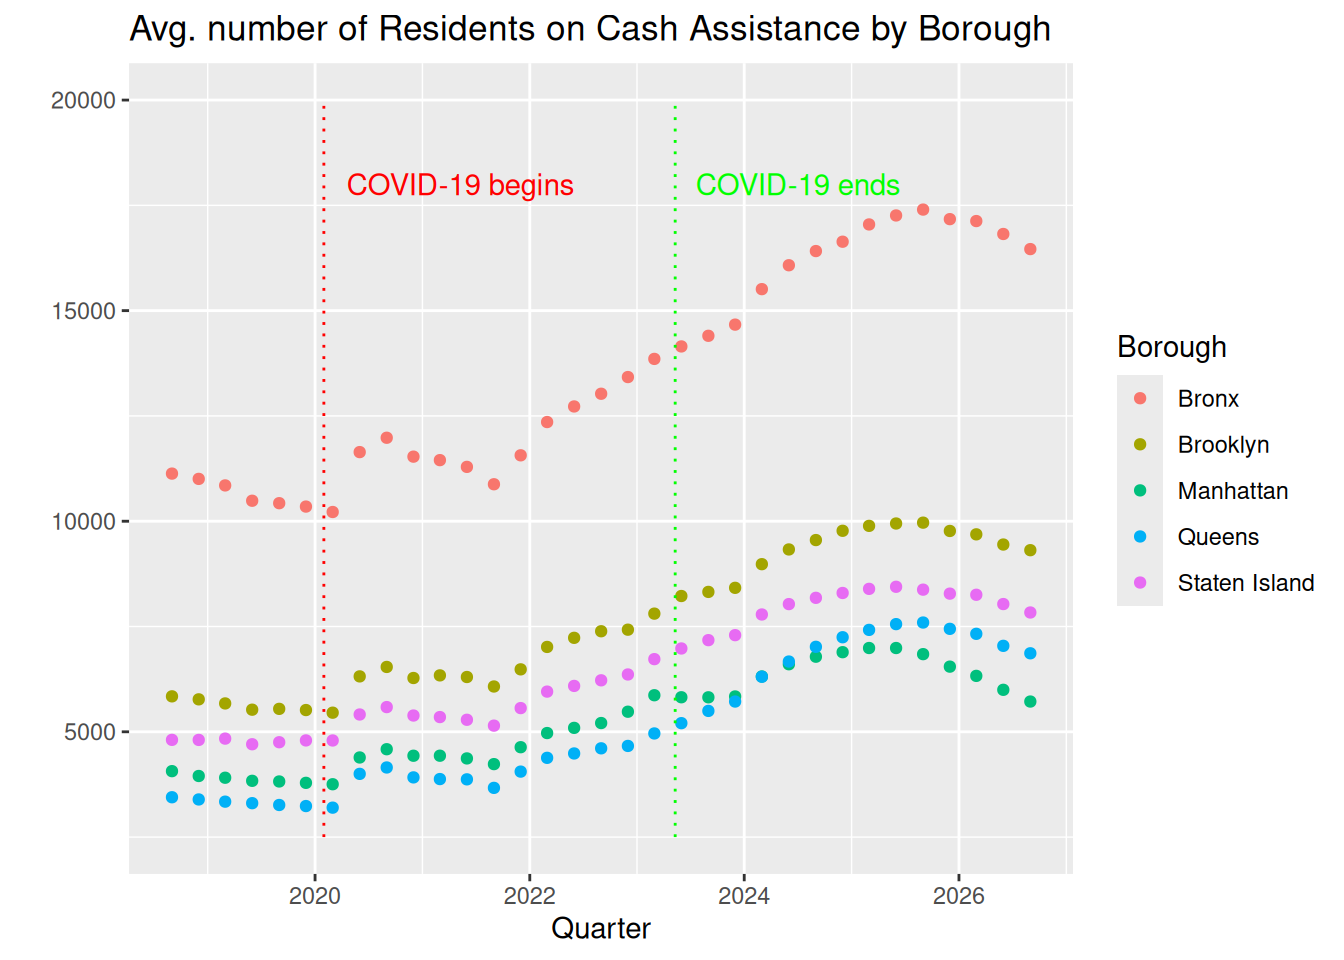 Avg. number of Residents on Cash Assistance by Borough
20000
15000
10000
5000
COVID-19 begins
COVID-19 ends
2020
2022
2024
2026
Quarter
Borough
Bronx
Brooklyn
Manhattan
Queens
Staten Island